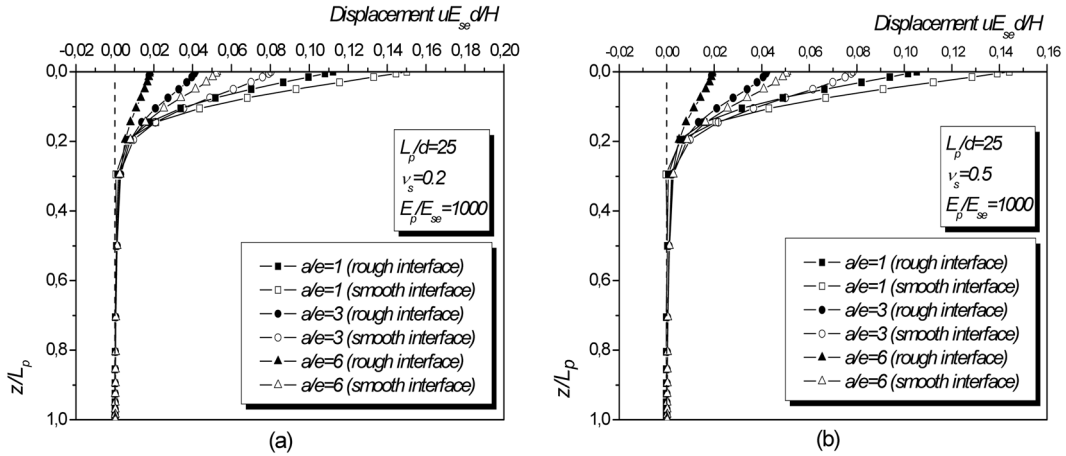 Displacement uE_se d/H
-0,02 0,00 0,02 0,04 0,06 0,08 0,10 0,12 0,14 0,16 0,18 0,20
0,0
0,2
0,4
0,6
0,8
1,0
z/L_p
L_p/d=25
ν_s=0.2
E_p/E_se=1000
a/e=1 (rough interface)
a/e=1 (smooth interface)
a/e=3 (rough interface)
a/e=3 (smooth interface)
a/e=6 (rough interface)
a/e=6 (smooth interface)
(a)
Displacement uE_se d/H
-0,02 0,00 0,02 0,04 0,06 0,08 0,10 0,12 0,14 0,16
0,0
0,2
0,4
0,6
0,8
1,0
z/L_p
L_p/d=25
ν_s=0.5
E_p/E_se=1000
a/e=1 (rough interface)
a/e=1 (smooth interface)
a/e=3 (rough interface)
a/e=3 (smooth interface)
a/e=6 (rough interface)
a/e=6 (smooth interface)
(b)